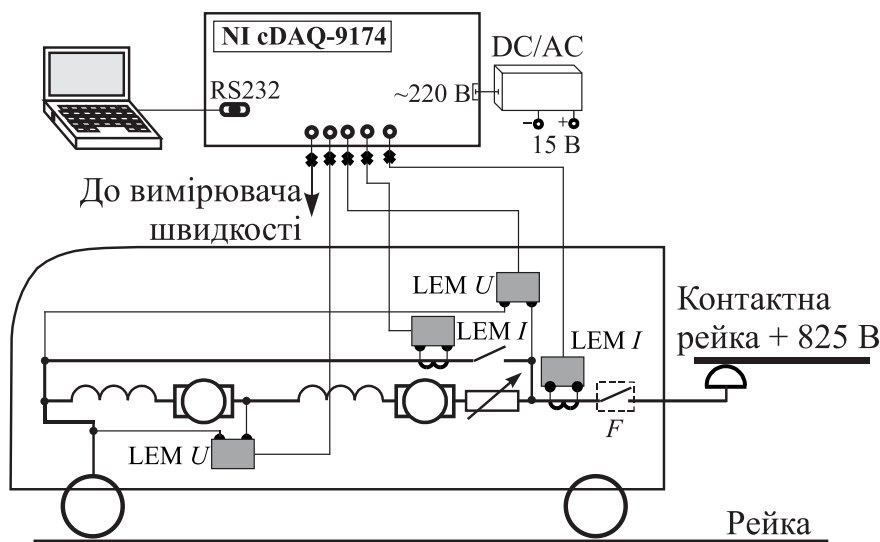 NI cDAQ-9174
DC/AC
RS232
~220 В
− +
15 В
До вимірювача
швидкості
LEM U
Контактна
рейка + 825 В
LEM I
LEM I
F
LEM U
Рейка